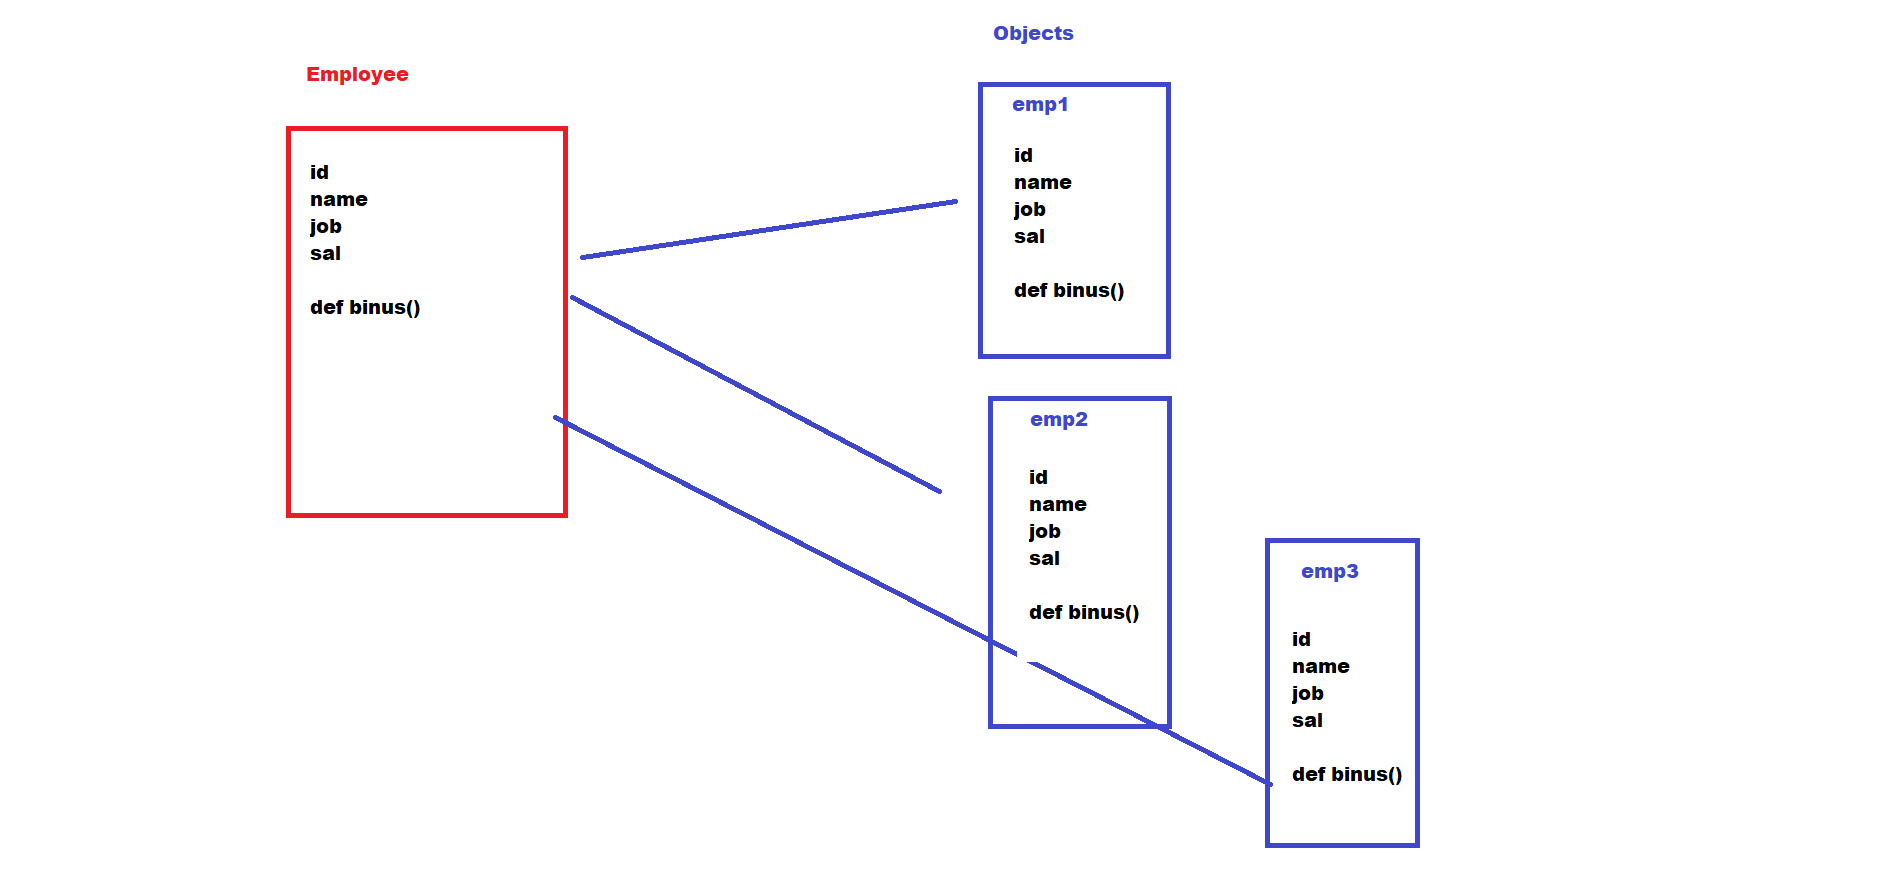 Objects
Employee
id
name
job
sal
def binus()
emp1
id
name
job
sal
def binus()
emp2
id
name
job
sal
def binus()
emp3
id
name
job
sal
def binus()